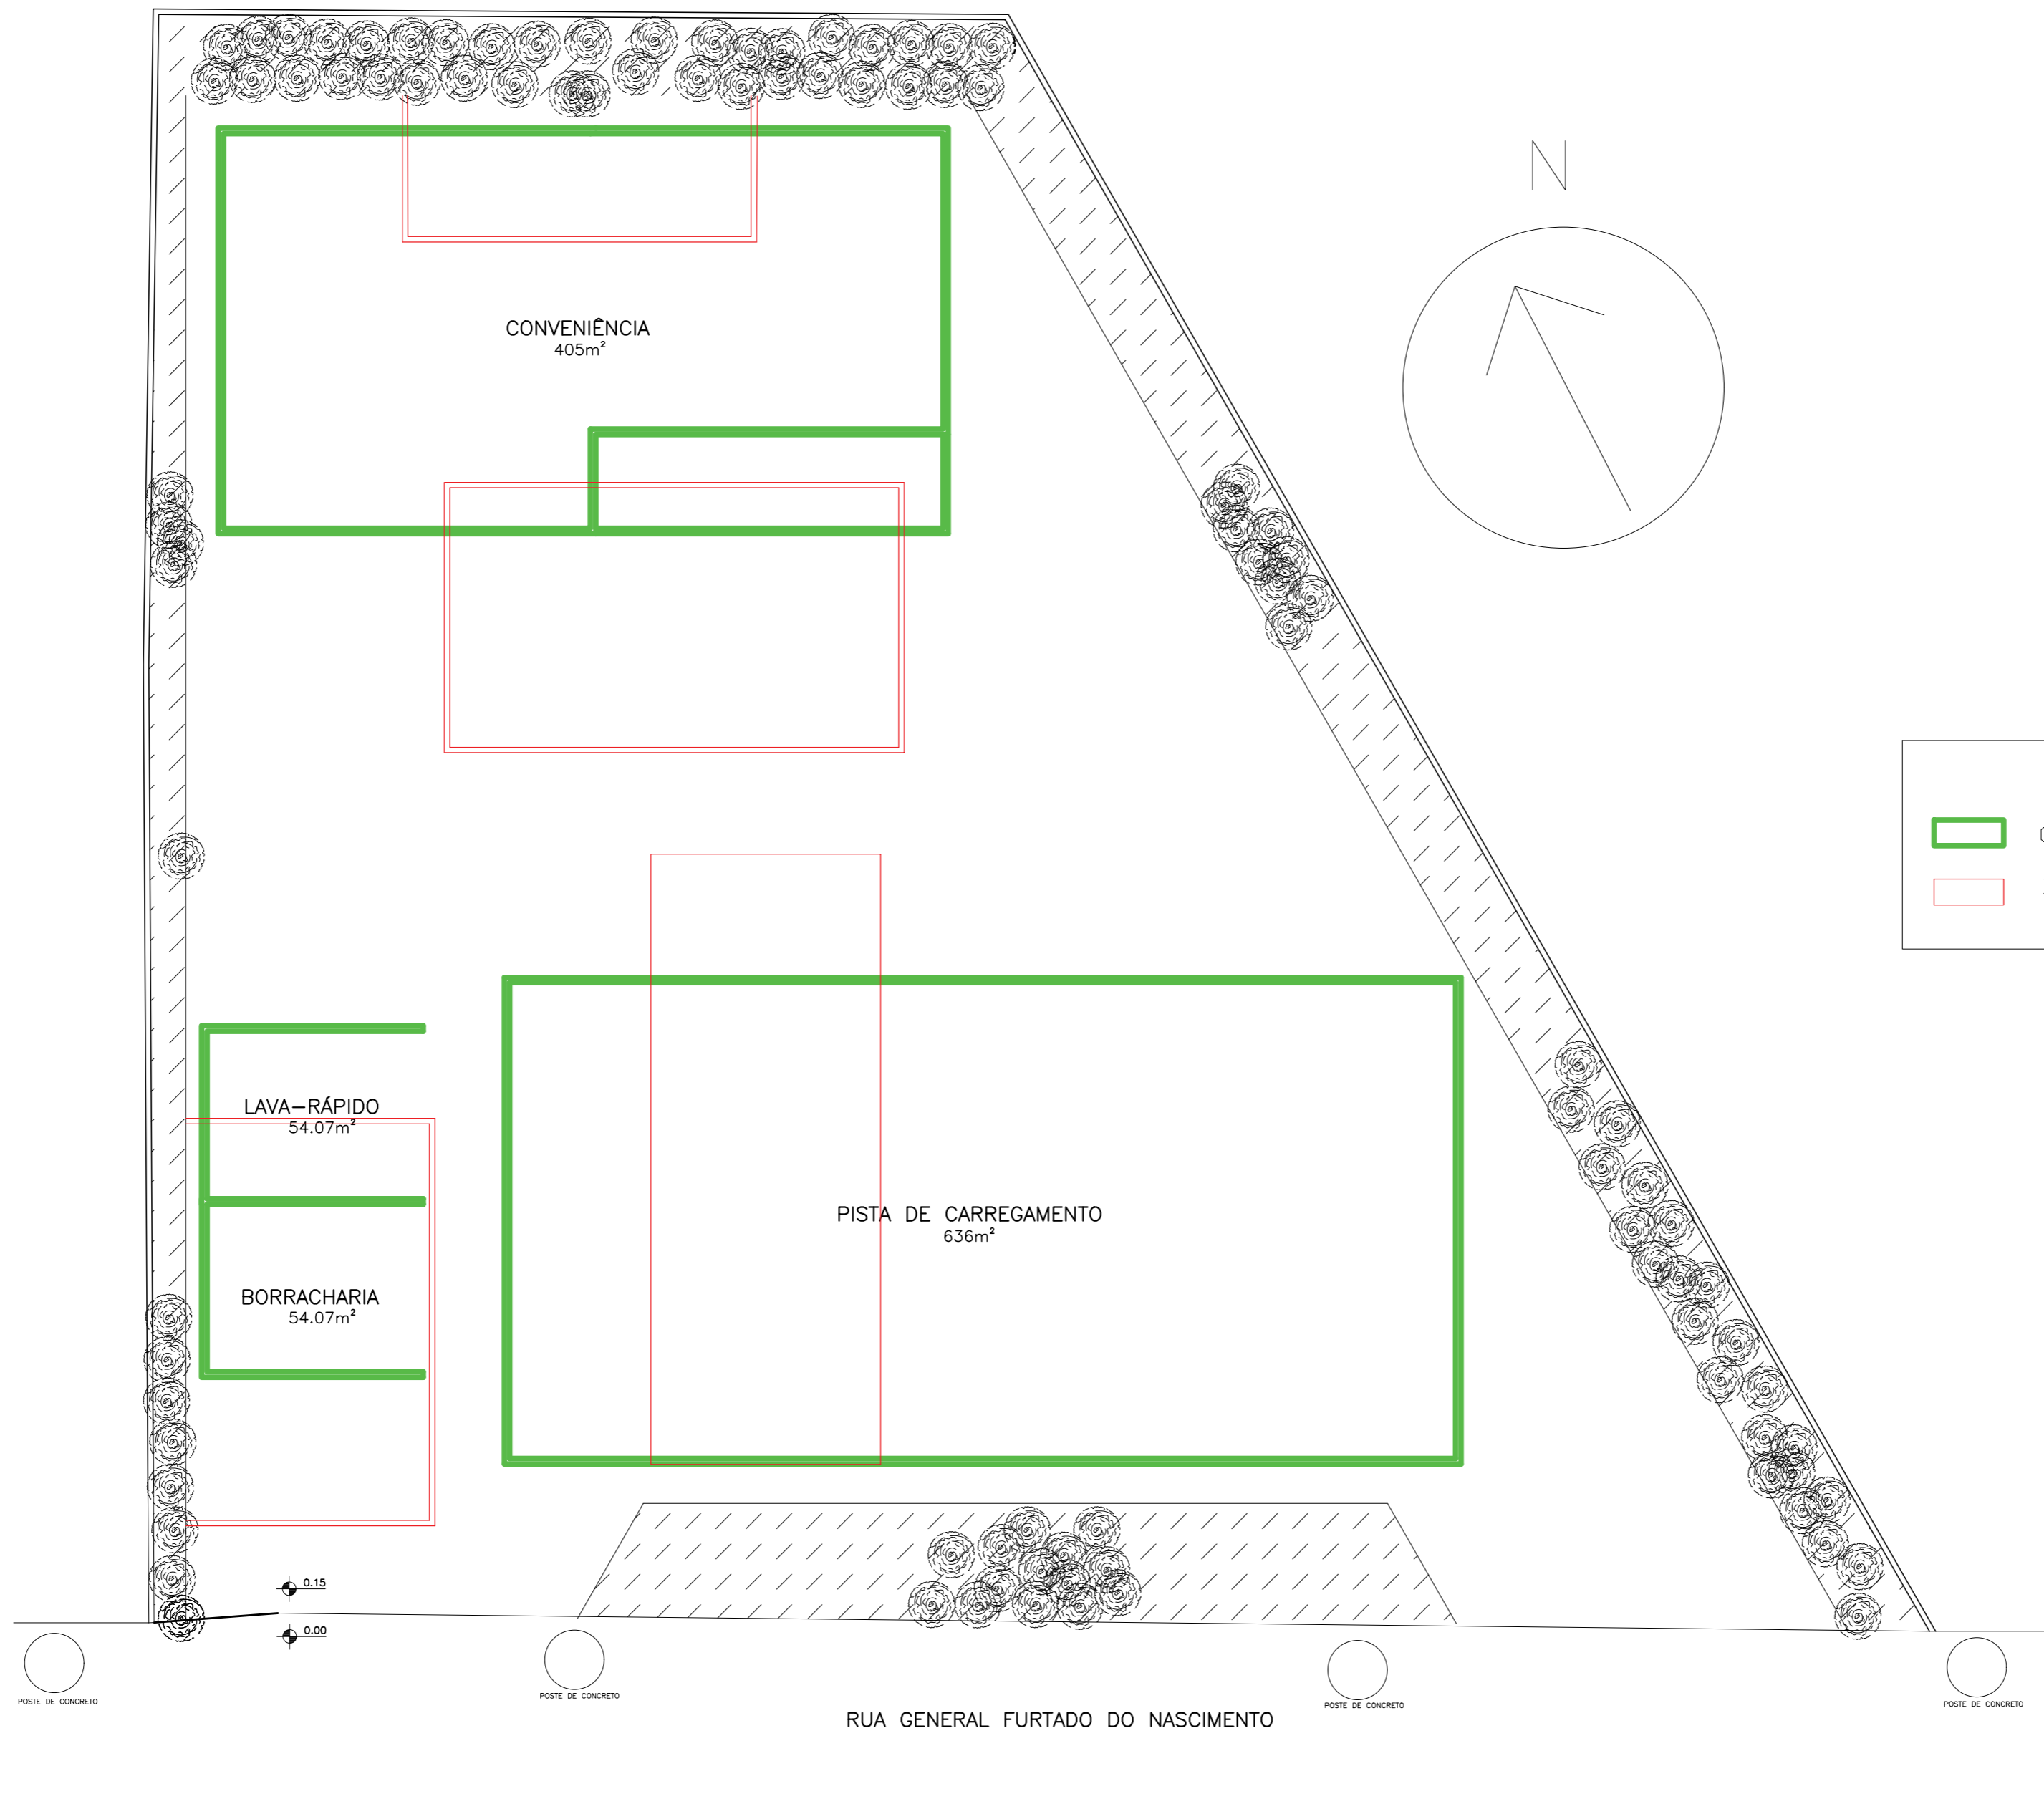 N
CONVENIÊNCIA
405m²
LAVA-RÁPIDO
54.07m²
PISTA DE CARREGAMENTO
636m²
BORRACHARIA
54.07m²
0.15
0.00
POSTE DE CONCRETO
POSTE DE CONCRETO
POSTE DE CONCRETO
POSTE DE CONCRETO
RUA GENERAL FURTADO DO NASCIMENTO